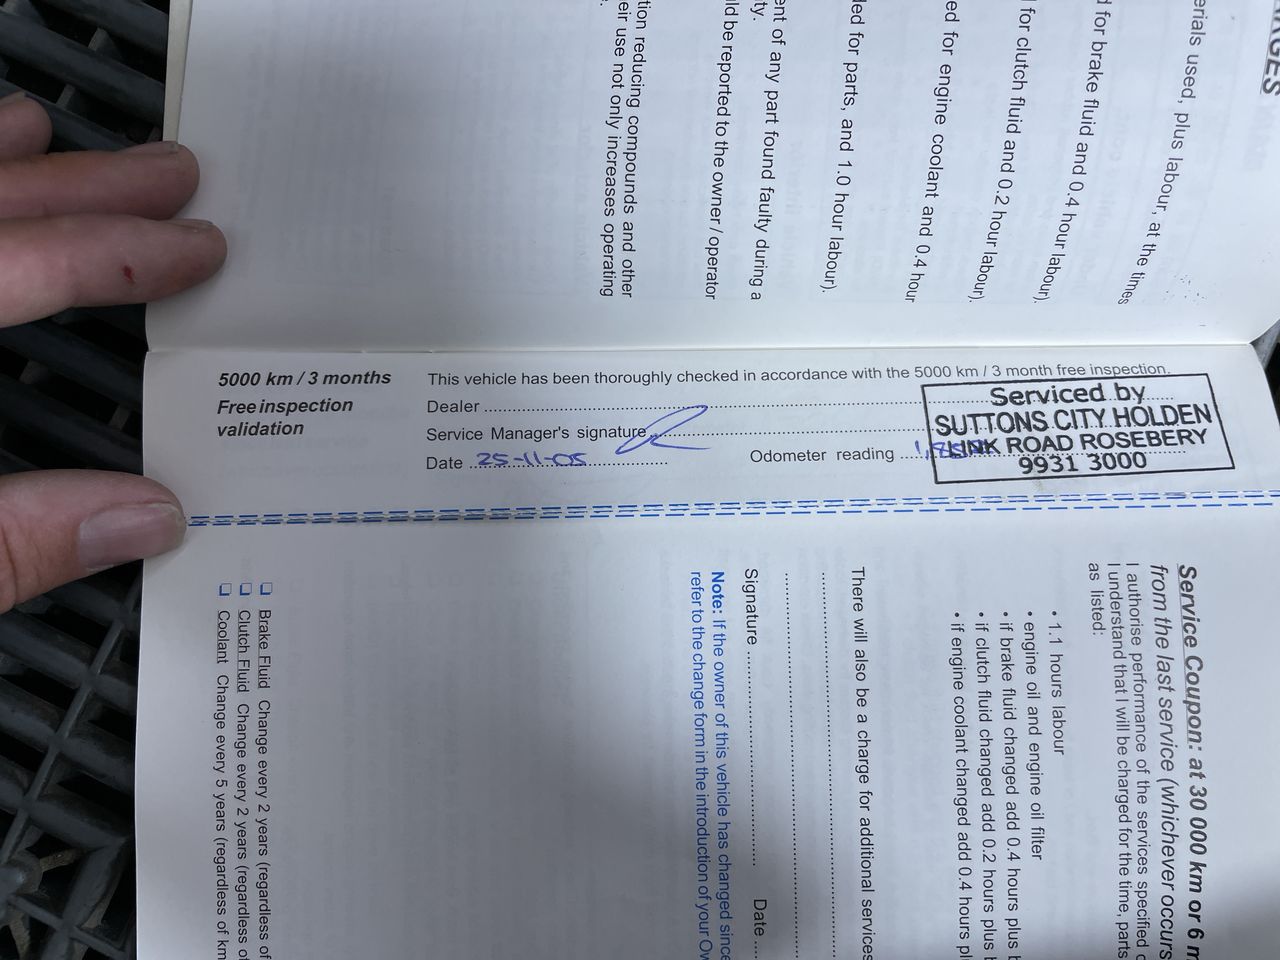 RGES
erials used, plus labour, at the times
d for brake fluid and 0.4 hour labour).
l for clutch fluid and 0.2 hour labour).
ed for engine coolant and 0.4 hour
led for parts, and 1.0 hour labour).
ent of any part found faulty during a
ty.
ld be reported to the owner / operator
tion reducing compounds and other
eir use not only increases operating
5000 km / 3 months
Free inspection
validation
This vehicle has been thoroughly checked in accordance with the 5000 km / 3 month free inspection.
Dealer
Service Manager's signature
Date 25-11-05
Odometer reading
Serviced by
SUTTONS CITY HOLDEN
LINK ROAD ROSEBERY
9931 3000
Service Coupon: at 30 000 km or 6 m
from the last service (whichever occurs
I authorise performance of the services specified
I understand that I will be charged for the time, parts
as listed:
• 1.1 hours labour
• engine oil and engine oil filter
• if brake fluid changed add 0.4 hours plus b
• if clutch fluid changed add 0.2 hours plus
• if engine coolant changed add 0.4 hours pl
There will also be a charge for additional services
Signature Date
Note: If the owner of this vehicle has changed since
refer to the change form in the introduction of your Ow
❑ Brake Fluid Change every 2 years (regardless of
❑ Clutch Fluid Change every 2 years (regardless of
❑ Coolant Change every 5 years (regardless of km